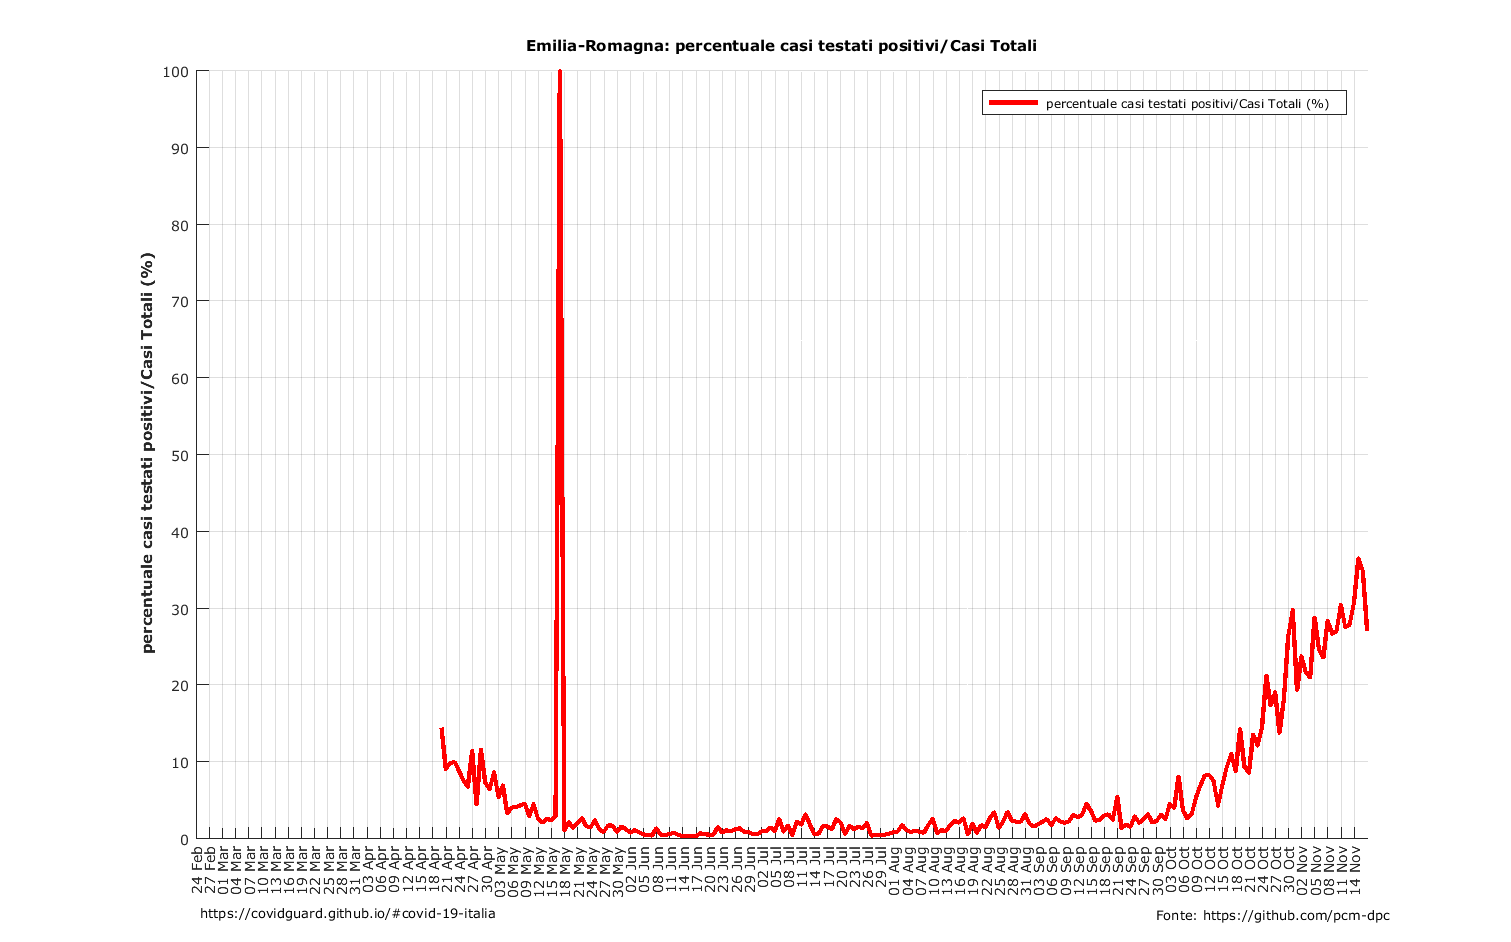 Emilia-Romagna: percentuale casi testati positivi/Casi Totali
percentuale casi testati positivi/Casi Totali (%)
percentuale casi testati positivi/Casi Totali (%)
100
90
80
70
60
50
40
30
20
10
0
24 Feb
27 Feb
01 Mar
04 Mar
07 Mar
10 Mar
13 Mar
16 Mar
19 Mar
22 Mar
25 Mar
28 Mar
31 Mar
03 Apr
06 Apr
09 Apr
12 Apr
15 Apr
18 Apr
21 Apr
24 Apr
27 Apr
30 Apr
03 May
06 May
09 May
12 May
15 May
18 May
21 May
24 May
27 May
30 May
02 Jun
05 Jun
08 Jun
11 Jun
14 Jun
17 Jun
20 Jun
23 Jun
26 Jun
29 Jun
02 Jul
05 Jul
08 Jul
11 Jul
14 Jul
17 Jul
20 Jul
23 Jul
26 Jul
29 Jul
01 Aug
04 Aug
07 Aug
10 Aug
13 Aug
16 Aug
19 Aug
22 Aug
25 Aug
28 Aug
31 Aug
03 Sep
06 Sep
09 Sep
12 Sep
15 Sep
18 Sep
21 Sep
24 Sep
27 Sep
30 Sep
03 Oct
06 Oct
09 Oct
12 Oct
15 Oct
18 Oct
21 Oct
24 Oct
27 Oct
30 Oct
02 Nov
05 Nov
08 Nov
11 Nov
14 Nov
https://covidguard.github.io/#covid-19-italia
Fonte: https://github.com/pcm-dpc